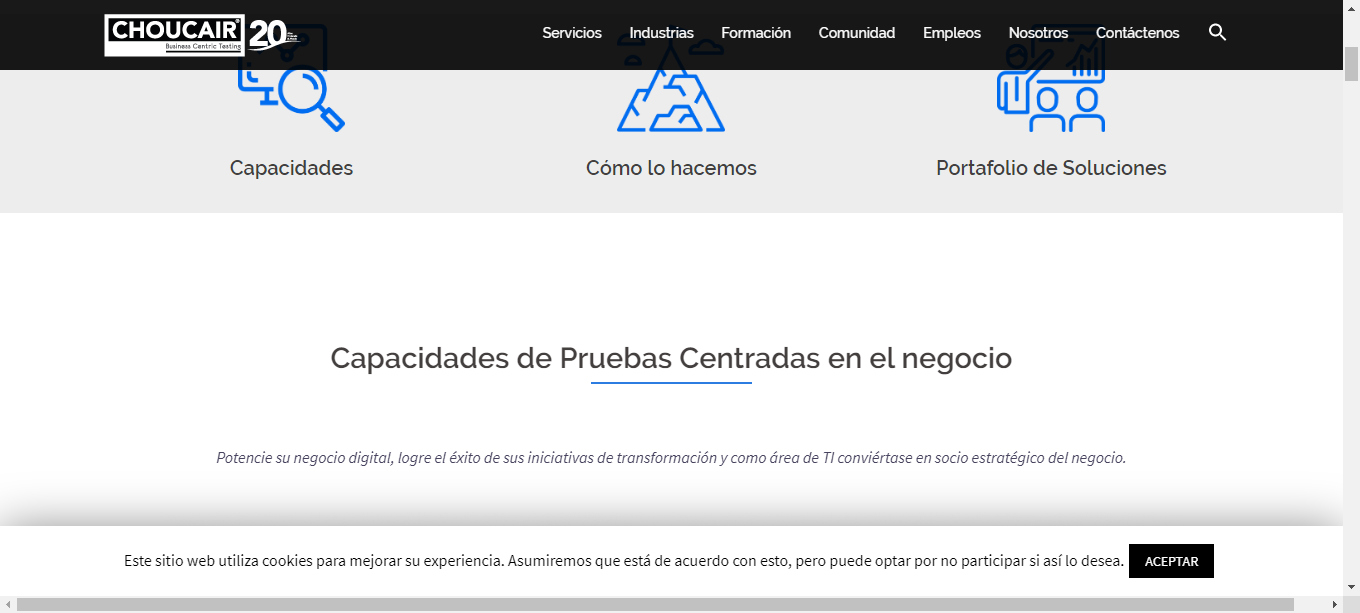 CHOUCAIR® 20
Business Centric Testing
Servicios Industrias Formación Comunidad Empleos Nosotros Contáctenos
Capacidades Cómo lo hacemos Portafolio de Soluciones
Capacidades de Pruebas Centradas en el negocio
Potencie su negocio digital, logre el éxito de sus iniciativas de transformación y como área de TI conviértase en socio estratégico del negocio.
Este sitio web utiliza cookies para mejorar su experiencia. Asumiremos que está de acuerdo con esto, pero puede optar por no participar si así lo desea. ACEPTAR